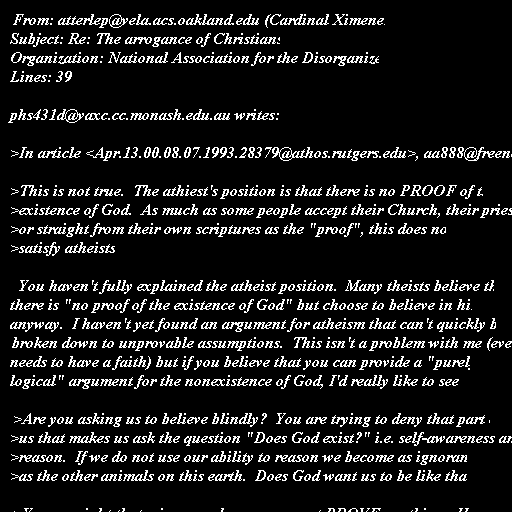 From: atterlep@vela.acs.oakland.edu (Cardinal Ximene
Subject: Re: The arrogance of Christians
Organization: National Association for the Disorganize
Lines: 39
phs431d@vaxc.cc.monash.edu.au writes:
>In article <Apr.13.00.08.07.1993.28379@athos.rutgers.edu>, aa888@freen
>This is not true.  The athiest's position is that there is no PROOF of t
>existence of God.  As much as some people accept their Church, their pries
>or straight from their own scriptures as the "proof", this does no
>satisfy atheists
You haven't fully explained the atheist position.  Many theists believe th
there is "no proof of the existence of God" but choose to believe in hi
anyway.  I haven't yet found an argument for atheism that can't quickly b
broken down to unprovable assumptions.  This isn't a problem with me (eve
needs to have a faith) but if you believe that you can provide a "purel
logical" argument for the nonexistence of God, I'd really like to see
>Are you asking us to believe blindly?  You are trying to deny that part
>us that makes us ask the question "Does God exist?" i.e. self-awareness an
>reason.  If we do not use our ability to reason we become as ignoran
>as the other animals on this earth.  Does God want us to be like tha